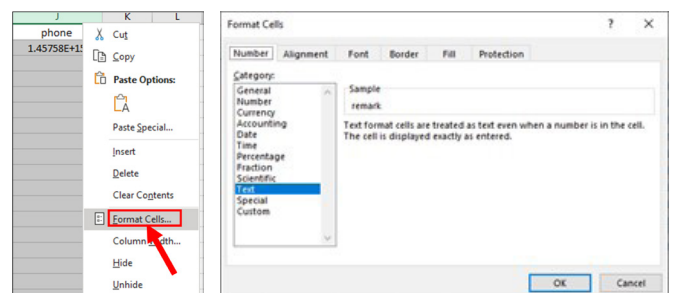 J K L
phone
1.45758E+15
Cut
Copy
Paste Options:
A
Paste Special...
Insert
Delete
Clear Contents
Format Cells...
Column Width...
Hide
Unhide
Format Cells
? ×
Number Alignment Font Border Fill Protection
Category:
General
Number
Currency
Accounting
Date
Time
Percentage
Fraction
Scientific
Text
Special
Custom
Sample
remark
Text format cells are treated as text even when a number is in the cell.
The cell is displayed exactly as entered.
OK Cancel